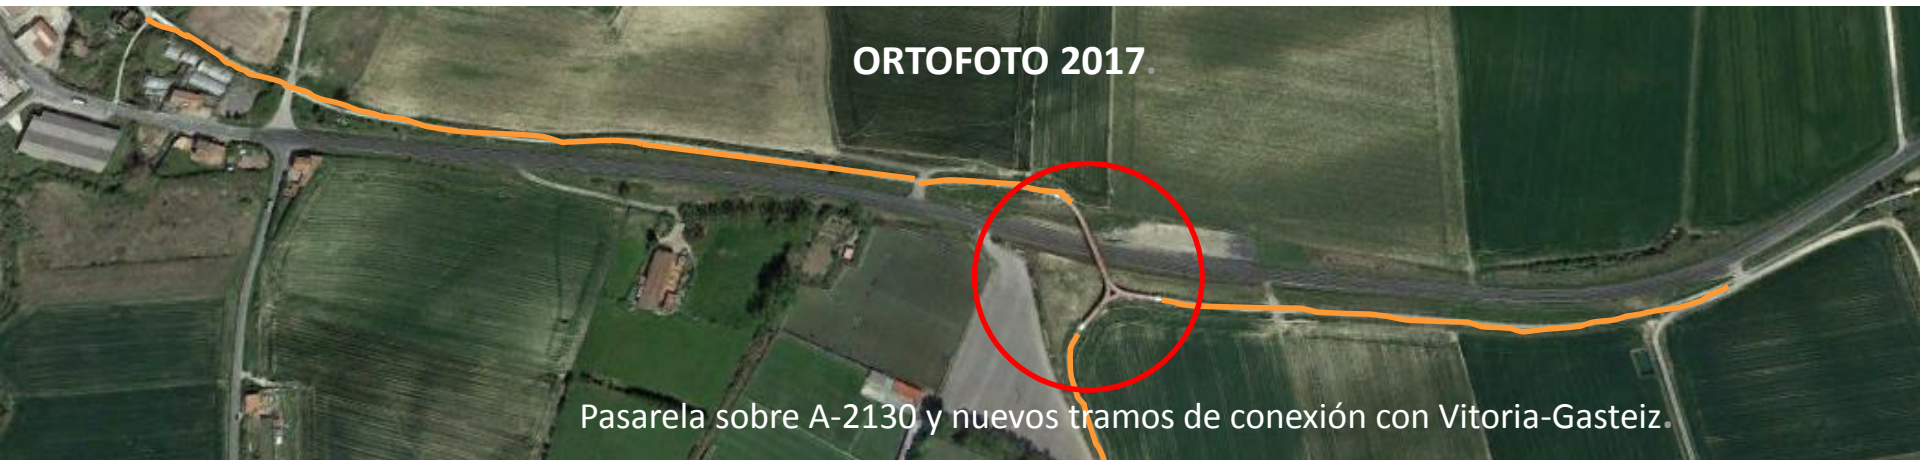 ORTOFOTO 2017.
Pasarela sobre A-2130 y nuevos tramos de conexión con Vitoria-Gasteiz.